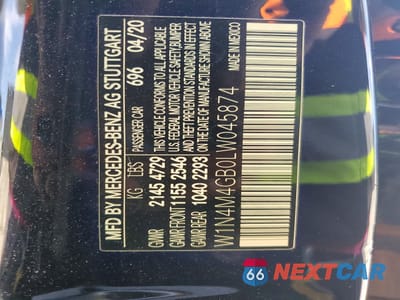 MFD BY MERCEDES-BENZ AG STUTTGART
696 04/20
PASSENGER CAR
KG LBS
GVWR 2145 4729
GAWR FRONT 1155 2546
GAWR REAR 1040 2293
THIS VEHICLE CONFORMS TO ALL APPLICABLE
U.S. FEDERAL MOTOR VEHICLE SAFETY, BUMPER
AND THEFT PREVENTION STANDARDS IN EFFECT
ON THE DATE OF MANUFACTURE SHOWN ABOVE.
MADE IN MEXICO
W1N4M4GB0LW045874
66 NEXTCAR